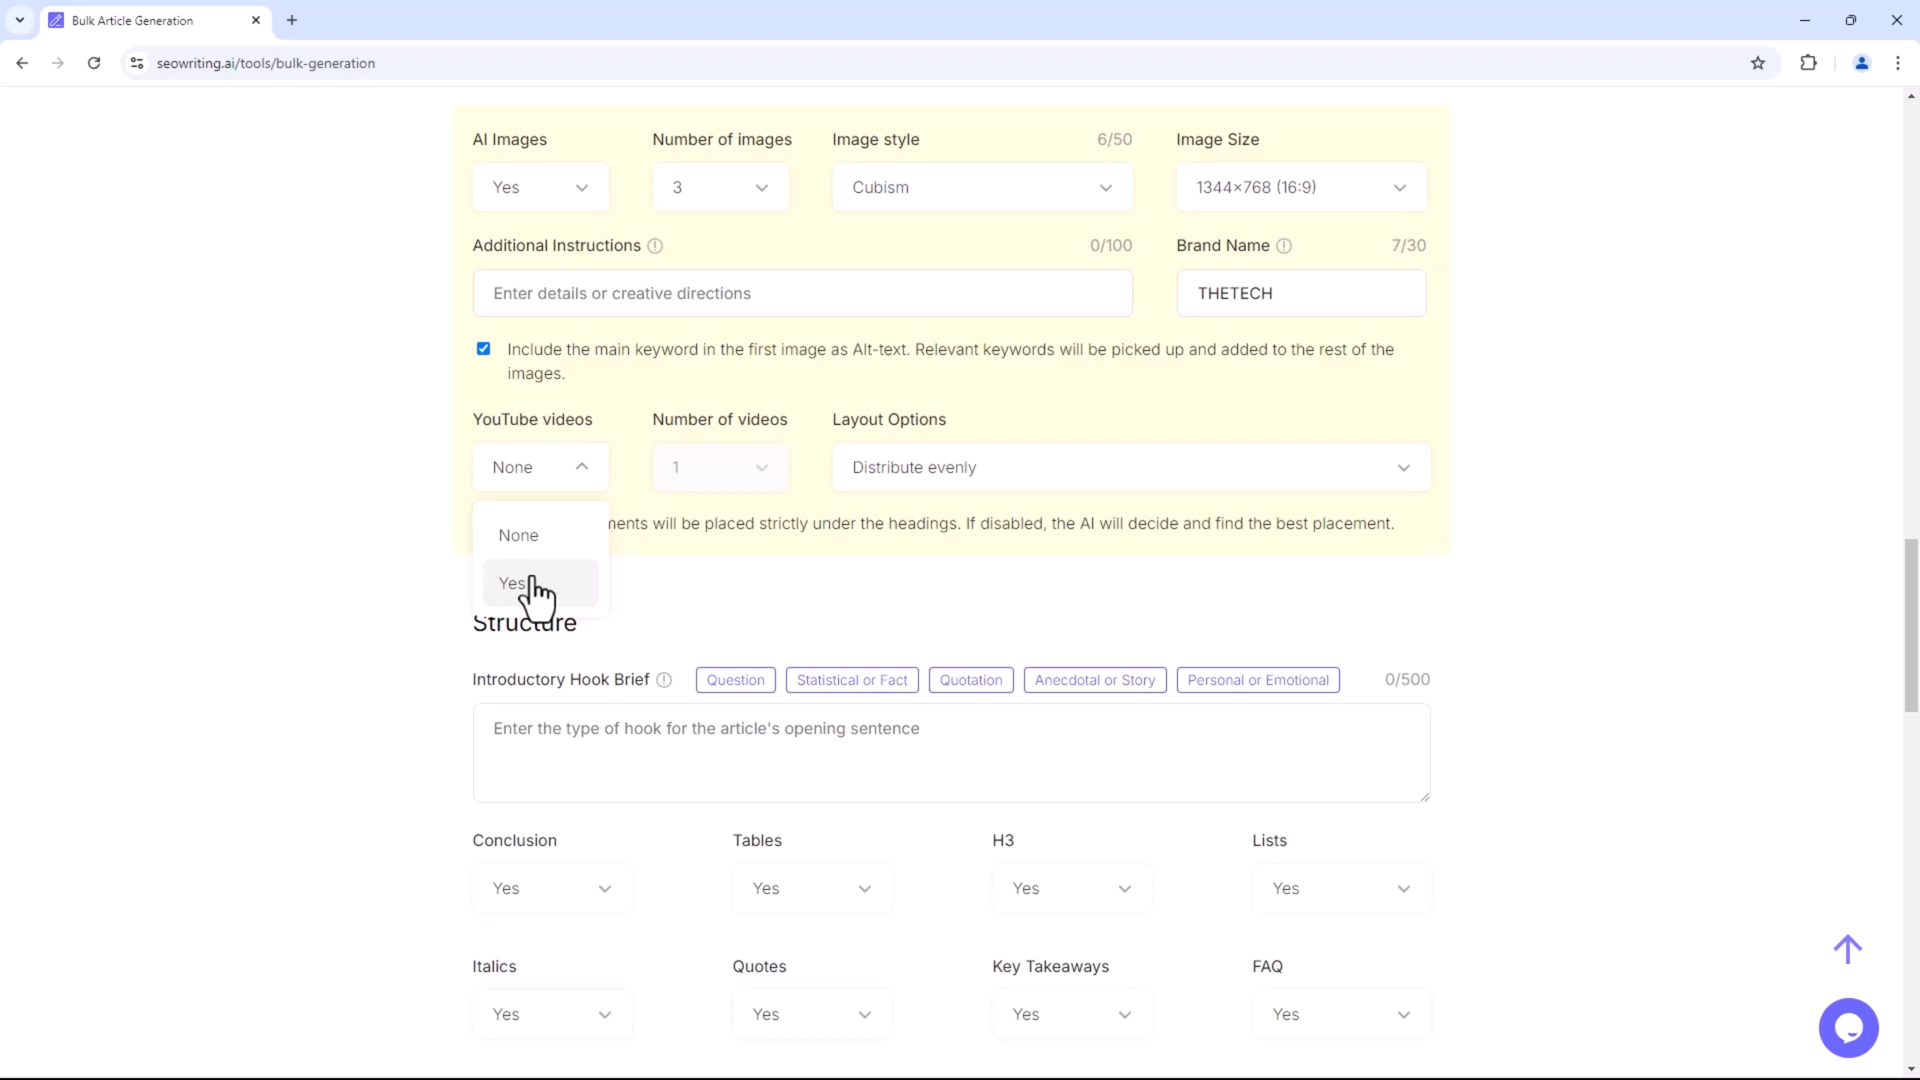 Bulk Article Generation
seowriting.ai/tools/bulk-generation
AI Images
Number of images
Image style
6/50
Image Size
Yes
3
Cubism
1344×768 (16:9)
Additional Instructions
0/100
Brand Name
7/30
Enter details or creative directions
THETECH
Include the main keyword in the first image as Alt-text. Relevant keywords will be picked up and added to the rest of the
images.
YouTube videos
Number of videos
Layout Options
None
1
Distribute evenly
will be placed strictly under the headings. If disabled, the AI will decide and find the best placement.
None
Yes
Structure
Introductory Hook Brief
Question
Statistical or Fact
Quotation
Anecdotal or Story
Personal or Emotional
0/500
Enter the type of hook for the article's opening sentence
Conclusion
Tables
H3
Lists
Yes
Yes
Yes
Yes
Italics
Quotes
Key Takeaways
FAQ
Yes
Yes
Yes
Yes